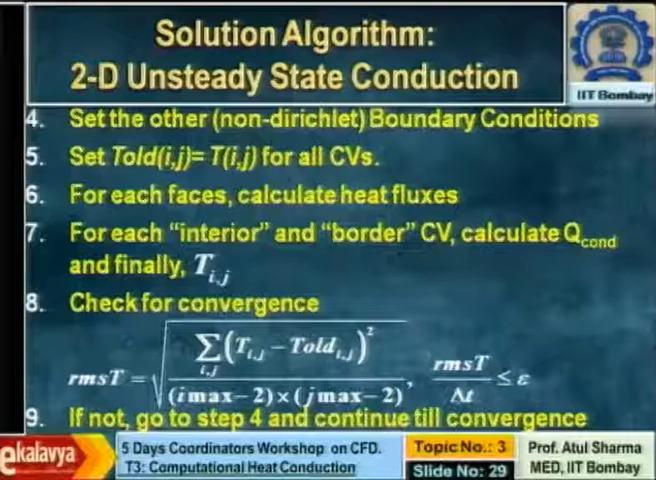 Solution Algorithm:
2-D Unsteady State Conduction
IIT Bombay
4. Set the other (non-dirichlet) Boundary Conditions
5. Set Told(i,j)= T(i,j) for all CVs.
6. For each faces, calculate heat fluxes
7. For each “interior” and “border” CV, calculate Qcond
and finally, Ti,j
8. Check for convergence
rmsT = √(∑i,j (Ti,j − Toldi,j)² / (imax−2)×(jmax−2)), rmsT/Δt ≤ ε
9. If not, go to step 4 and continue till convergence
ekalavya
5 Days Coordinators Workshop on CFD.
T3: Computational Heat Conduction
Topic No.: 3
Slide No: 29
Prof. Atul Sharma
MED, IIT Bombay